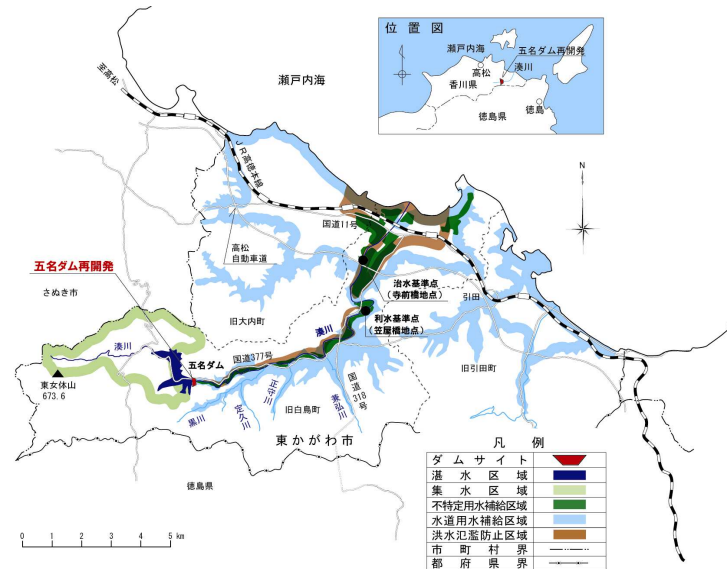 位置図
瀬戸内海
五名ダム再開発
高松
湊川
香川県
徳島
徳島県
至高松
瀬戸内海
JR高徳本線
N
国道11号
高松
自動車道
五名ダム再開発
さぬき市
治水基準点
(寺前橋地点)
引田
旧大内町
利水基準点
(笠屋橋地点)
湊川
湊川
五名ダム
国道377号
旧引田町
東女体山
673.6
国道318号
兼弘川
定久川
黒川
旧白鳥町
東かがわ市
徳島県
凡例
ダムサイト
湛水区域
集水区域
不特定用水補給区域
水道用水補給区域
洪水氾濫防止区域
市町村界
都府県界
0 1 2 3 4 5 km